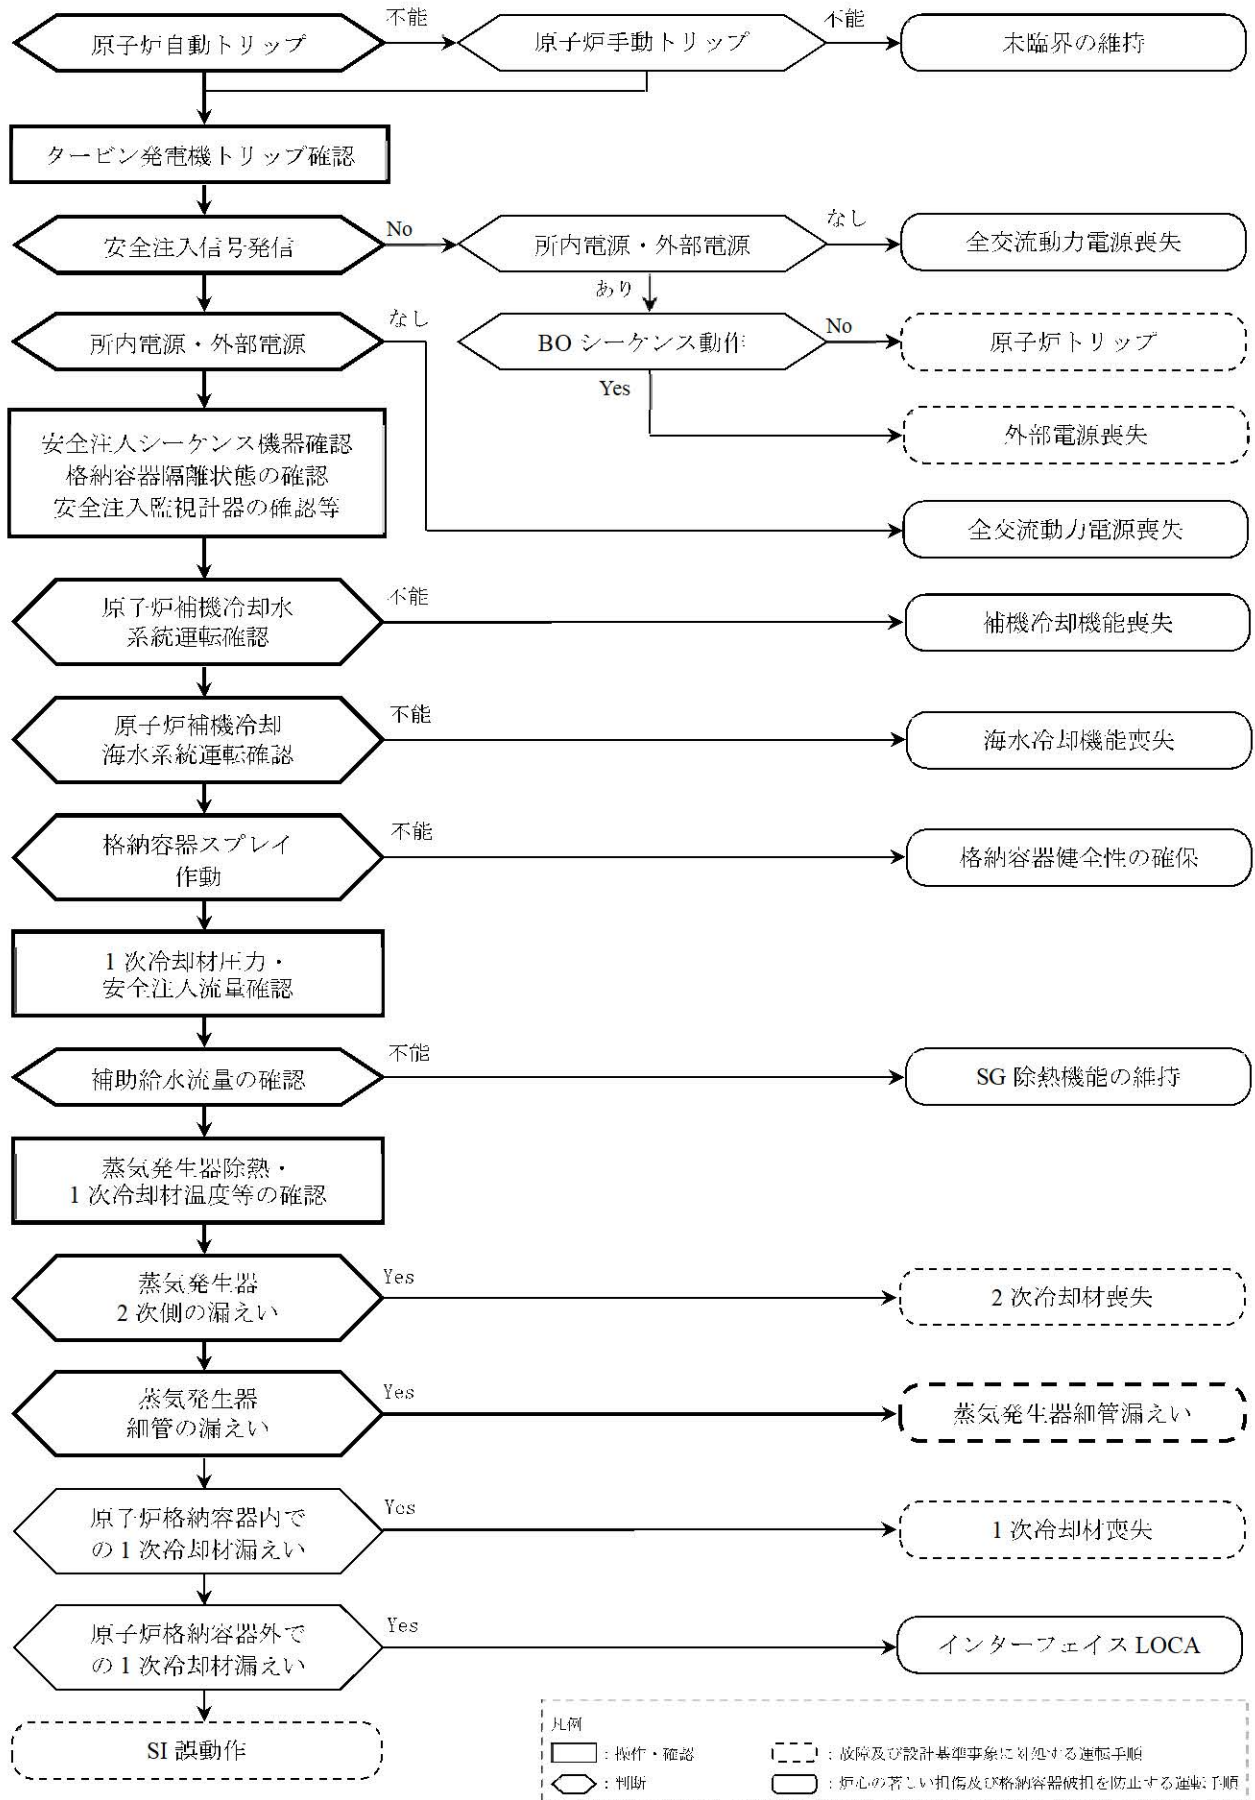 原子炉自動トリップ
不能
原子炉手動トリップ
不能
未臨界の維持
タービン発電機トリップ確認
安全注入信号発信
No
所内電源・外部電源
なし
全交流動力電源喪失
あり
所内電源・外部電源
なし
BO シーケンス動作
No
原子炉トリップ
Yes
外部電源喪失
安全注入シーケンス機器確認
格納容器隔離状態の確認
安全注入監視計器の確認等
全交流動力電源喪失
原子炉補機冷却水
系統運転確認
不能
補機冷却機能喪失
原子炉補機冷却
海水系統運転確認
不能
海水冷却機能喪失
格納容器スプレイ
作動
不能
格納容器健全性の確保
1 次冷却材圧力・
安全注入流量確認
補助給水流量の確認
不能
SG 除熱機能の維持
蒸気発生器除熱・
1 次冷却材温度等の確認
蒸気発生器
2 次側の漏えい
Yes
2 次冷却材喪失
蒸気発生器
細管の漏えい
Yes
蒸気発生器細管漏えい
原子炉格納容器内で
の 1 次冷却材漏えい
Yes
1 次冷却材喪失
原子炉格納容器外で
の 1 次冷却材漏えい
Yes
インターフェイス LOCA
SI 誤動作
凡例
：操作・確認
：故障及び設計基準事象に対処する運転手順
：判断
：炉心の著しい損傷及び格納容器破損を防止する運転手順